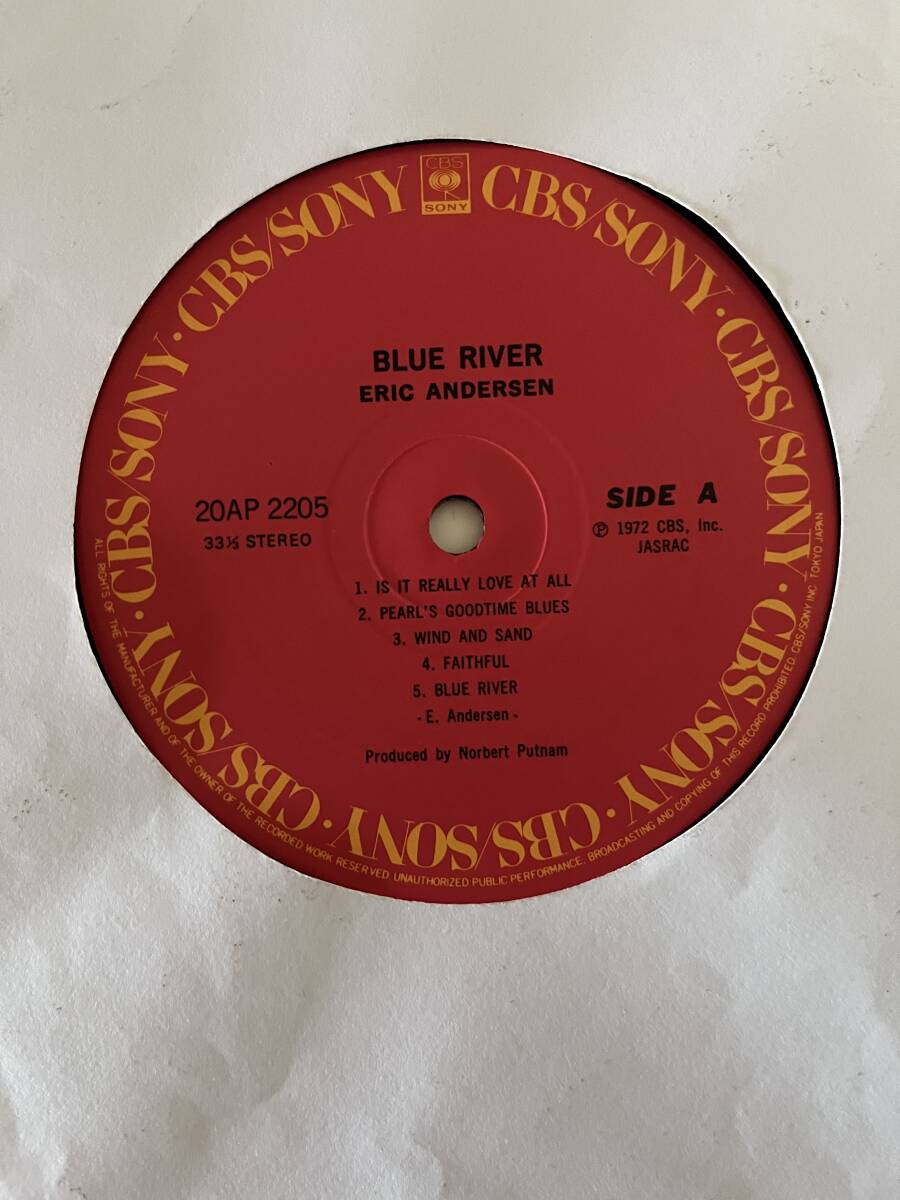 CBS
SONY
CBS/SONY · CBS/SONY · CBS/SONY · CBS/SONY · CBS/SONY · CBS/SONY · CBS/SONY · CBS/SONY · CBS/SONY · CBS/SONY
BLUE RIVER
ERIC ANDERSEN
20AP 2205
33⅓ STEREO
SIDE A
℗ 1972 CBS, Inc.
JASRAC
1. IS IT REALLY LOVE AT ALL
2. PEARL'S GOODTIME BLUES
3. WIND AND SAND
4. FAITHFUL
5. BLUE RIVER
- E. Andersen -
Produced by Norbert Putnam
ALL RIGHTS OF THE MANUFACTURER AND OF THE OWNER OF THE RECORDED WORK RESERVED. UNAUTHORIZED PUBLIC PERFORMANCE, BROADCASTING AND COPYING OF THIS RECORD PROHIBITED. CBS/SONY INC. TOKYO JAPAN